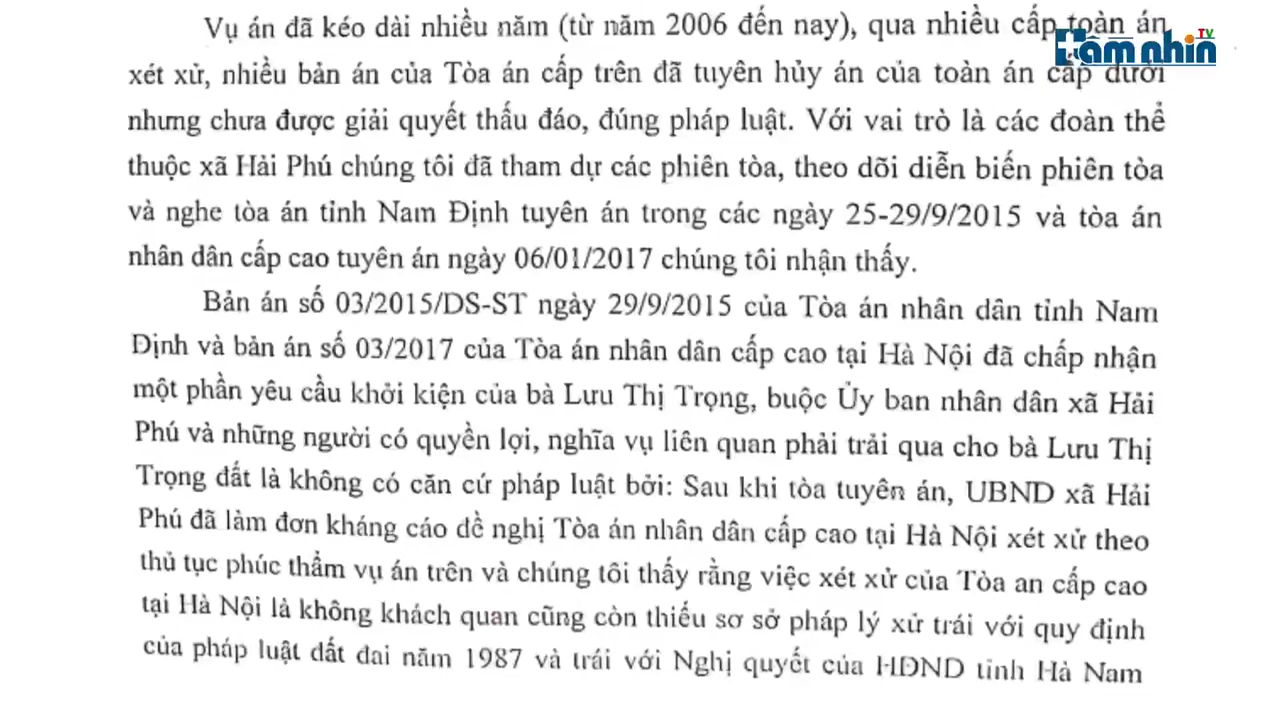 Vụ án đã kéo dài nhiều năm (từ năm 2006 đến nay), qua nhiều cấp toàn án
TV
Tầm nhìn
xét xử, nhiều bản án của Tòa án cấp trên đã tuyên hủy án của toàn án cấp dưới
nhưng chưa được giải quyết thấu đáo, đúng pháp luật. Với vai trò là các đoàn thể
thuộc xã Hải Phú chúng tôi đã tham dự các phiên tòa, theo dõi diễn biến phiên tòa
và nghe tòa án tỉnh Nam Định tuyên án trong các ngày 25-29/9/2015 và tòa án
nhân dân cấp cao tuyên án ngày 06/01/2017 chúng tôi nhận thấy.
Bản án số 03/2015/DS-ST ngày 29/9/2015 của Tòa án nhân dân tỉnh Nam
Định và bản án số 03/2017 của Tòa án nhân dân cấp cao tại Hà Nội đã chấp nhận
một phần yêu cầu khởi kiện của bà Lưu Thị Trọng, buộc Ủy ban nhân dân xã Hải
Phú và những người có quyền lợi, nghĩa vụ liên quan phải trải qua cho bà Lưu Thị
Trọng đất là không có căn cứ pháp luật bởi: Sau khi tòa tuyên án, UBND xã Hải
Phú đã làm đơn kháng cáo dề nghị Tòa án nhân dân cấp cao tại Hà Nội xét xử theo
thủ tục phúc thẩm vụ án trên và chúng tôi thấy rằng việc xét xử của Tòa an cấp cao
tại Hà Nội là không khách quan cũng còn thiếu sơ sở pháp lý xử trái với quy định
của pháp luật dất đai năm 1987 và trái với Nghị quyết của HĐND tỉnh Hà Nam